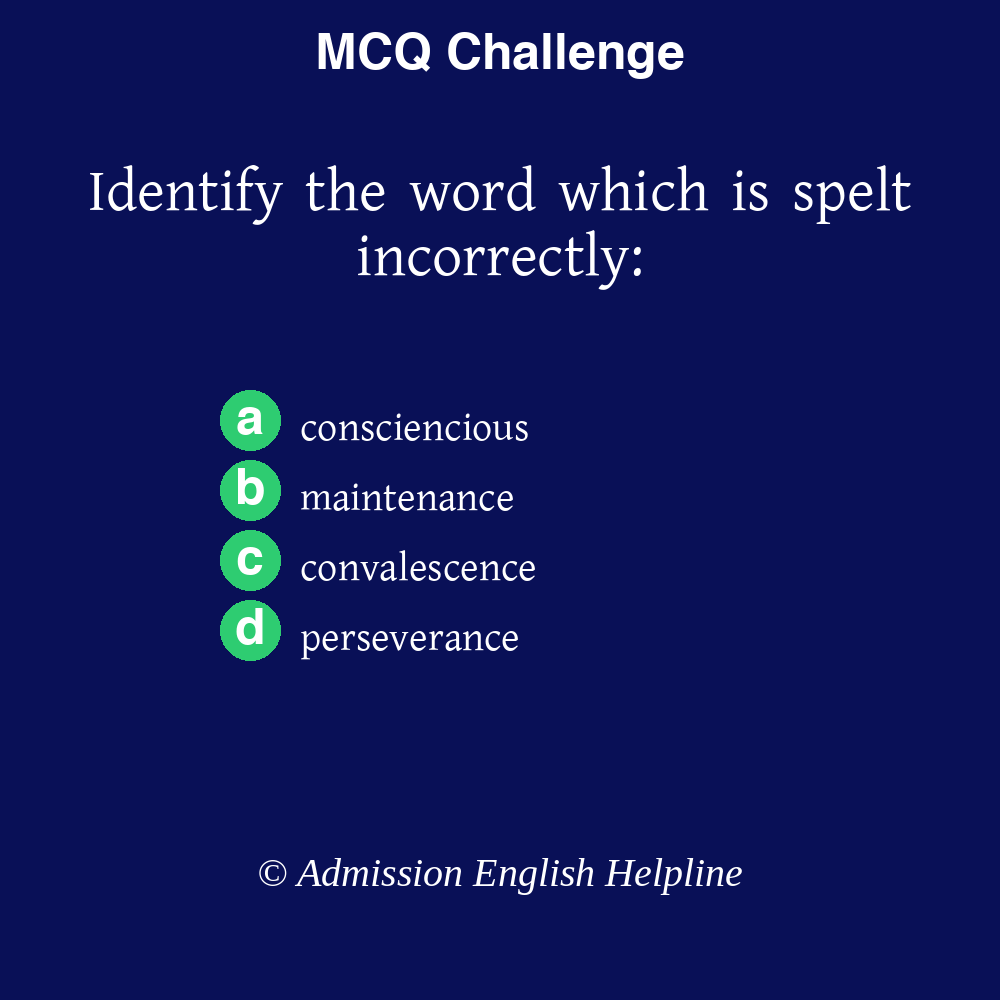 MCQ Challenge
Identify the word which is spelt
incorrectly:
a consciencious
b maintenance
c convalescence
d perseverance
© Admission English Helpline